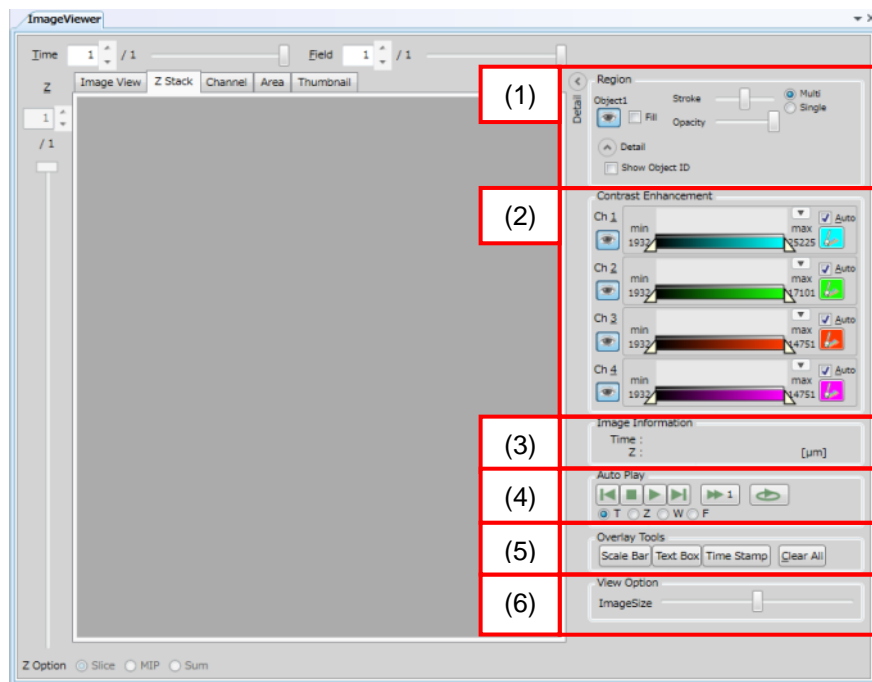 ImageViewer
Time 1 / 1 Field 1 / 1
Z
1
/ 1
Image View Z Stack Channel Area Thumbnail
Detail
(1)
Region
Object1 Fill Stroke Multi
Single
Opacity
Detail
Show Object ID
(2)
Contrast Enhancement
Ch 1 min max Auto
1932 25225
Ch 2 min max Auto
1932 17101
Ch 3 min max Auto
1932 14751
Ch 4 min max Auto
1932 14751
(3)
Image Information
Time :
Z : [µm]
(4)
Auto Play
1
T Z W F
(5)
Overlay Tools
Scale Bar Text Box Time Stamp Clear All
(6)
View Option
ImageSize
Z Option Slice MIP Sum